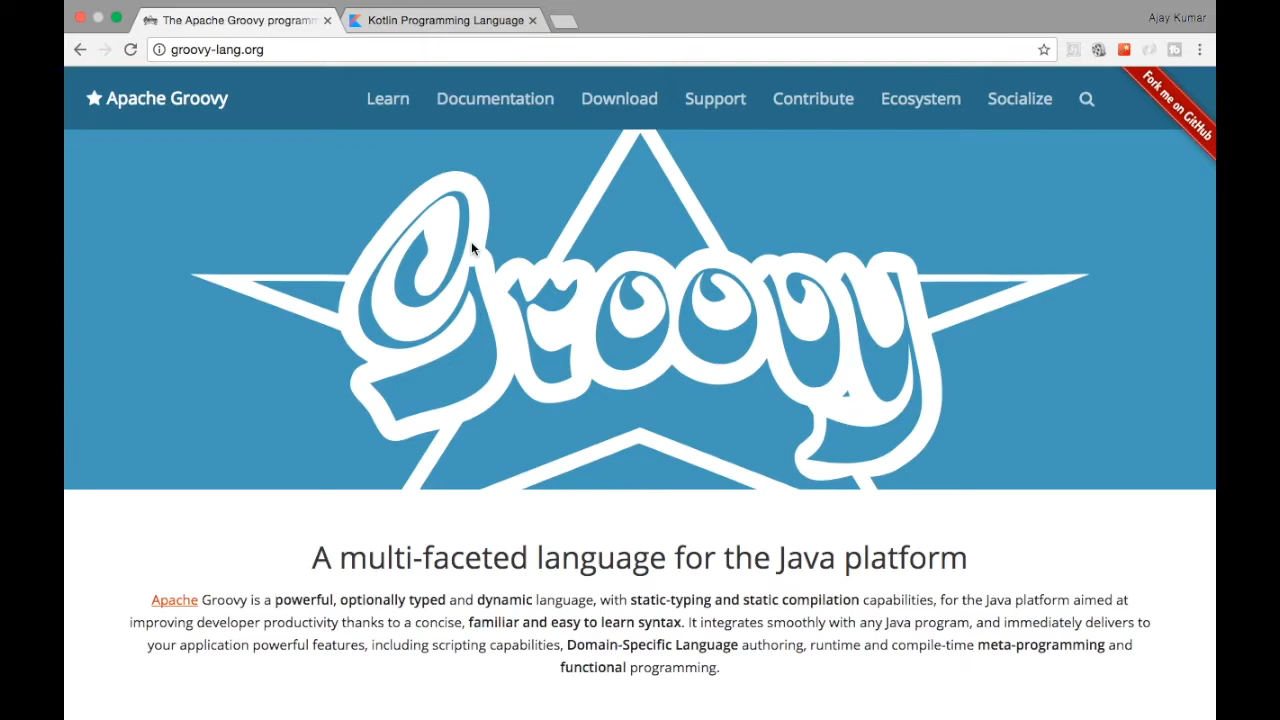 The Apache Groovy programm
Kotlin Programming Language
Ajay Kumar
groovy-lang.org
Apache Groovy
Learn
Documentation
Download
Support
Contribute
Ecosystem
Socialize
Fork me on GitHub
Groovy
A multi-faceted language for the Java platform
Apache Groovy is a powerful, optionally typed and dynamic language, with static-typing and static compilation capabilities, for the Java platform aimed at
improving developer productivity thanks to a concise, familiar and easy to learn syntax. It integrates smoothly with any Java program, and immediately delivers to
your application powerful features, including scripting capabilities, Domain-Specific Language authoring, runtime and compile-time meta-programming and
functional programming.